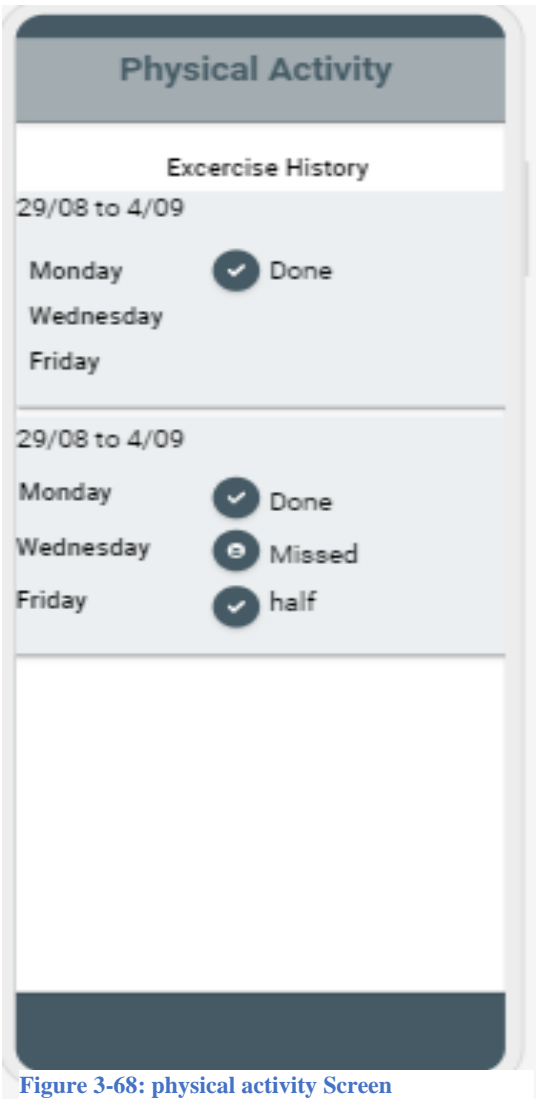 Physical Activity
Excercise History
29/08 to 4/09
Monday Done
Wednesday
Friday
29/08 to 4/09
Monday Done
Wednesday Missed
Friday half
Figure 3-68: physical activity Screen